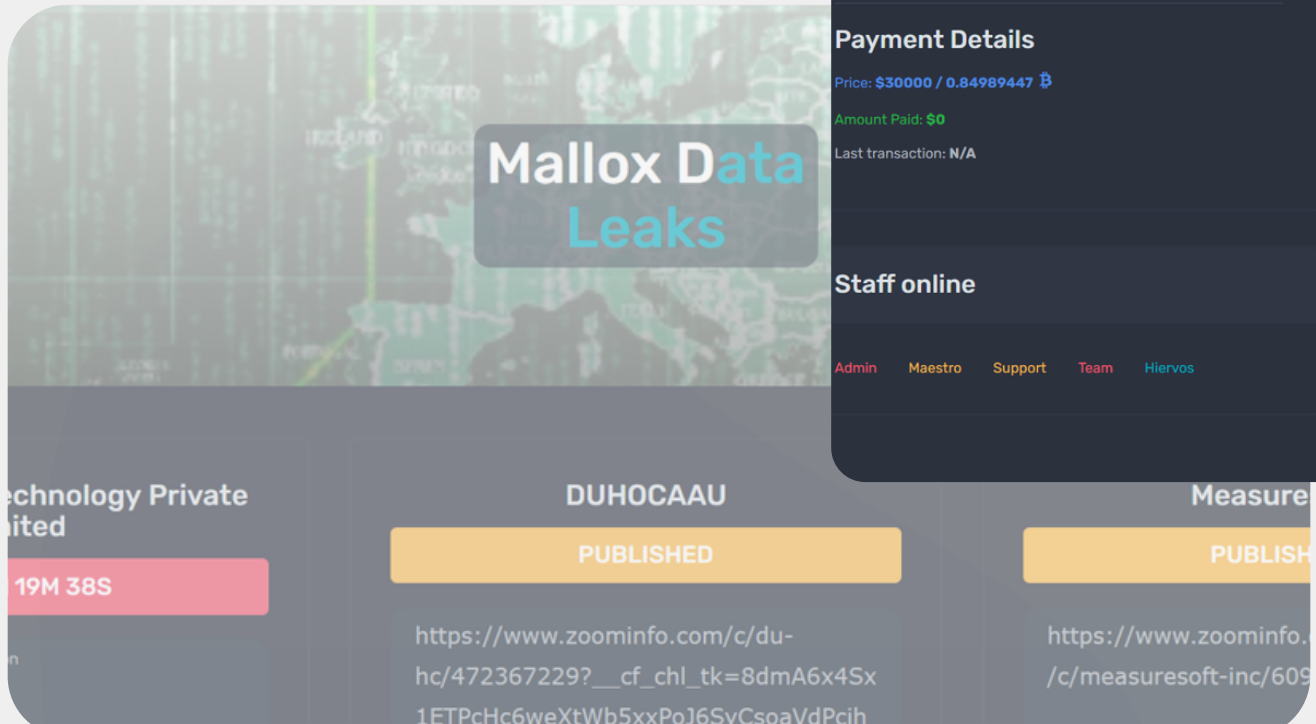 Mallox Data
Leaks
Payment Details
Price: $30000 / 0.84989447 ₿
Amount Paid: $0
Last transaction: N/A
Staff online
Admin Maestro Support Team Hiervos
echnology Private
ited
19M 38S
n
DUHOCAAU
PUBLISHED
https://www.zoominfo.com/c/du-
hc/472367229?__cf_chl_tk=8dmA6x4Sx
1ETPcHc6weXtWb5xxPoJ6SyCsoaVdPcih
Measure
PUBLISH
https://www.zoominfo.
/c/measuresoft-inc/609